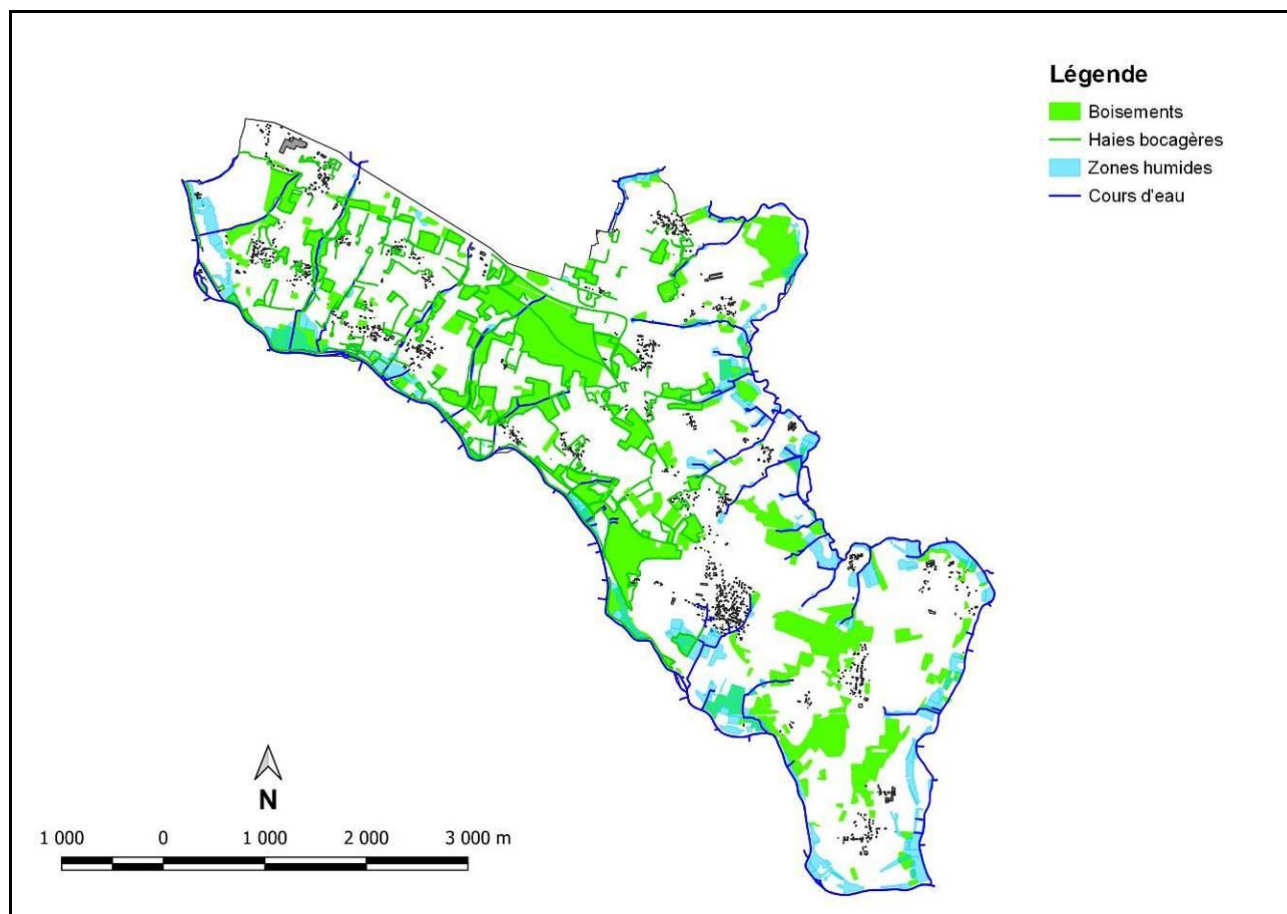 Légende
Boisements
Haies bocagères
Zones humides
Cours d'eau
N
1 000 0 1 000 2 000 3 000 m